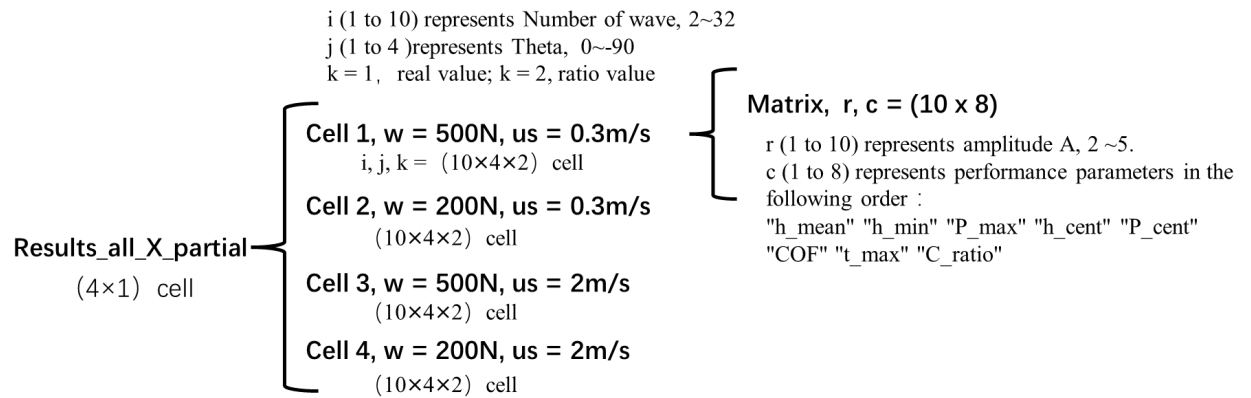 i (1 to 10) represents Number of wave, 2~32
j (1 to 4 )represents Theta,  0~-90
k = 1,  real value; k = 2, ratio value
Results_all_X_partial
(4×1) cell
Cell 1, w = 500N, us = 0.3m/s
i, j, k = (10×4×2) cell
Cell 2, w = 200N, us = 0.3m/s
(10×4×2) cell
Cell 3, w = 500N, us = 2m/s
(10×4×2) cell
Cell 4, w = 200N, us = 2m/s
(10×4×2) cell
Matrix,  r, c = (10 x 8)
r (1 to 10) represents amplitude A, 2 ~5.
c (1 to 8) represents performance parameters in the
following order :
"h_mean" "h_min" "P_max" "h_cent" "P_cent"
"COF" "t_max" "C_ratio"